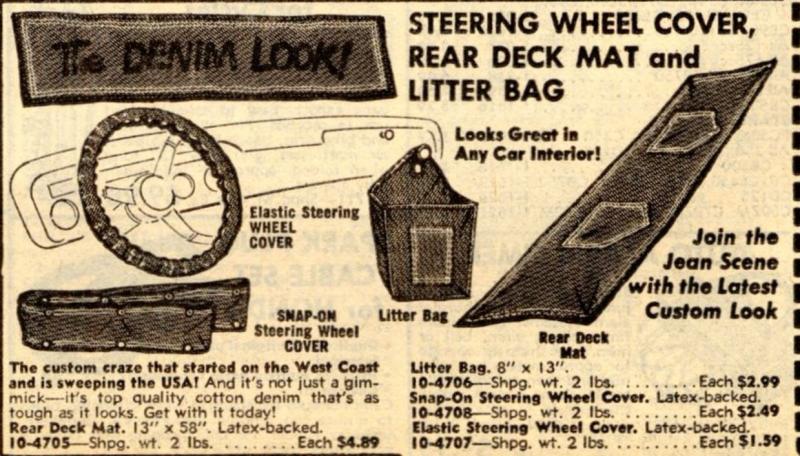 The DENIM LOOK!
STEERING WHEEL COVER,
REAR DECK MAT and
LITTER BAG
Looks Great in
Any Car Interior!
Elastic Steering
WHEEL
COVER
SNAP-ON
Steering Wheel
COVER
Litter Bag
Rear Deck
Mat
Join the
Jean Scene
with the Latest
Custom Look
The custom craze that started on the West Coast
and is sweeping the USA! And it's not just a gim-
mick—it's top quality cotton denim that's as
tough as it looks. Get with it today!
Rear Deck Mat. 13" x 58". Latex-backed.
10-4705—Shpg. wt. 2 lbs. ..........Each $4.89
Litter Bag. 8" x 13".
10-4706—Shpg. wt. 2 lbs. .........Each $2.99
Snap-On Steering Wheel Cover. Latex-backed.
10-4708—Shpg. wt. 2 lbs. .........Each $2.49
Elastic Steering Wheel Cover. Latex-backed.
10-4707—Shpg. wt. 2 lbs. .........Each $1.59